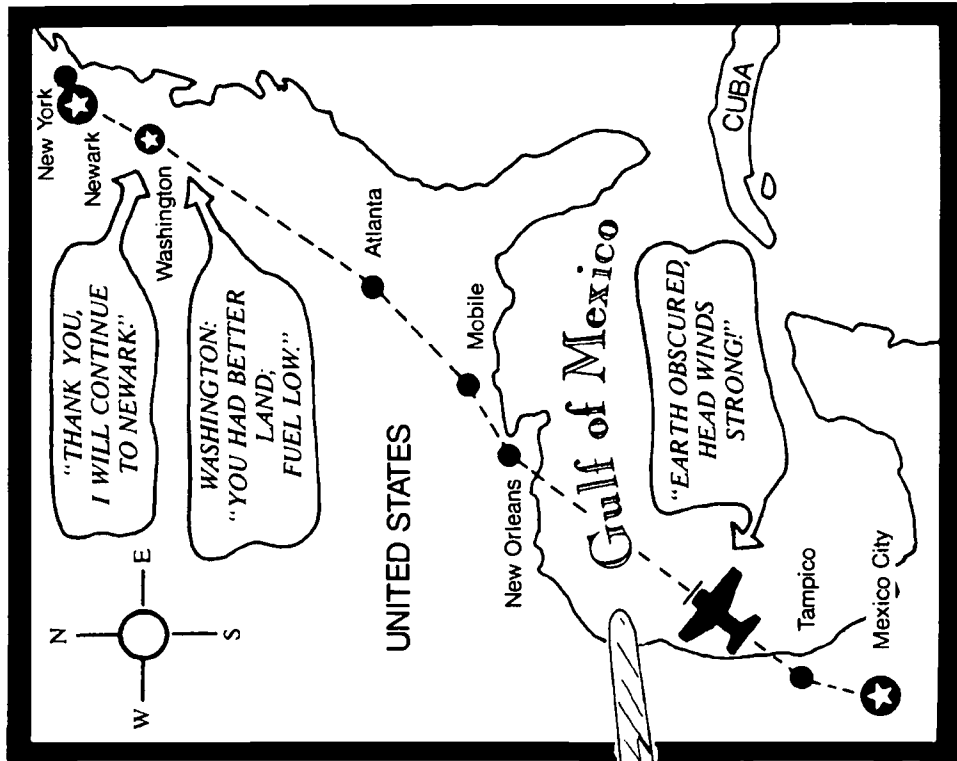 New York
Newark
Washington
"THANK YOU,
I WILL CONTINUE
TO NEWARK."
WASHINGTON:
"YOU HAD BETTER
LAND;
FUEL LOW."
N
W
E
S
UNITED STATES
Atlanta
Mobile
New Orleans
Gulf of Mexico
CUBA
"EARTH OBSCURED,
HEAD WINDS
STRONG!"
Tampico
Mexico City